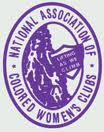 NATIONAL ASSOCIATION OF
COLORED WOMEN'S CLUBS
LIFTING
AS WE
CLIMB